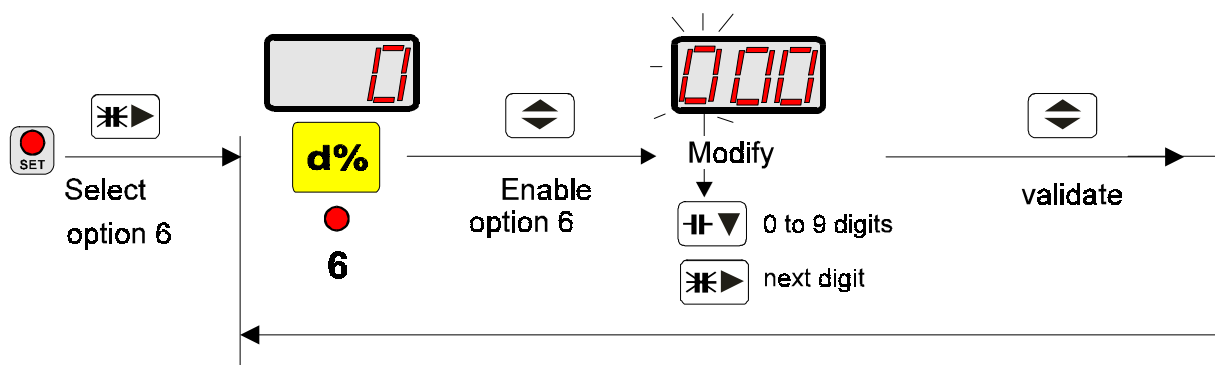 SET
Select
option 6
0
d%
6
Enable
option 6
000
Modify
0 to 9 digits
next digit
validate